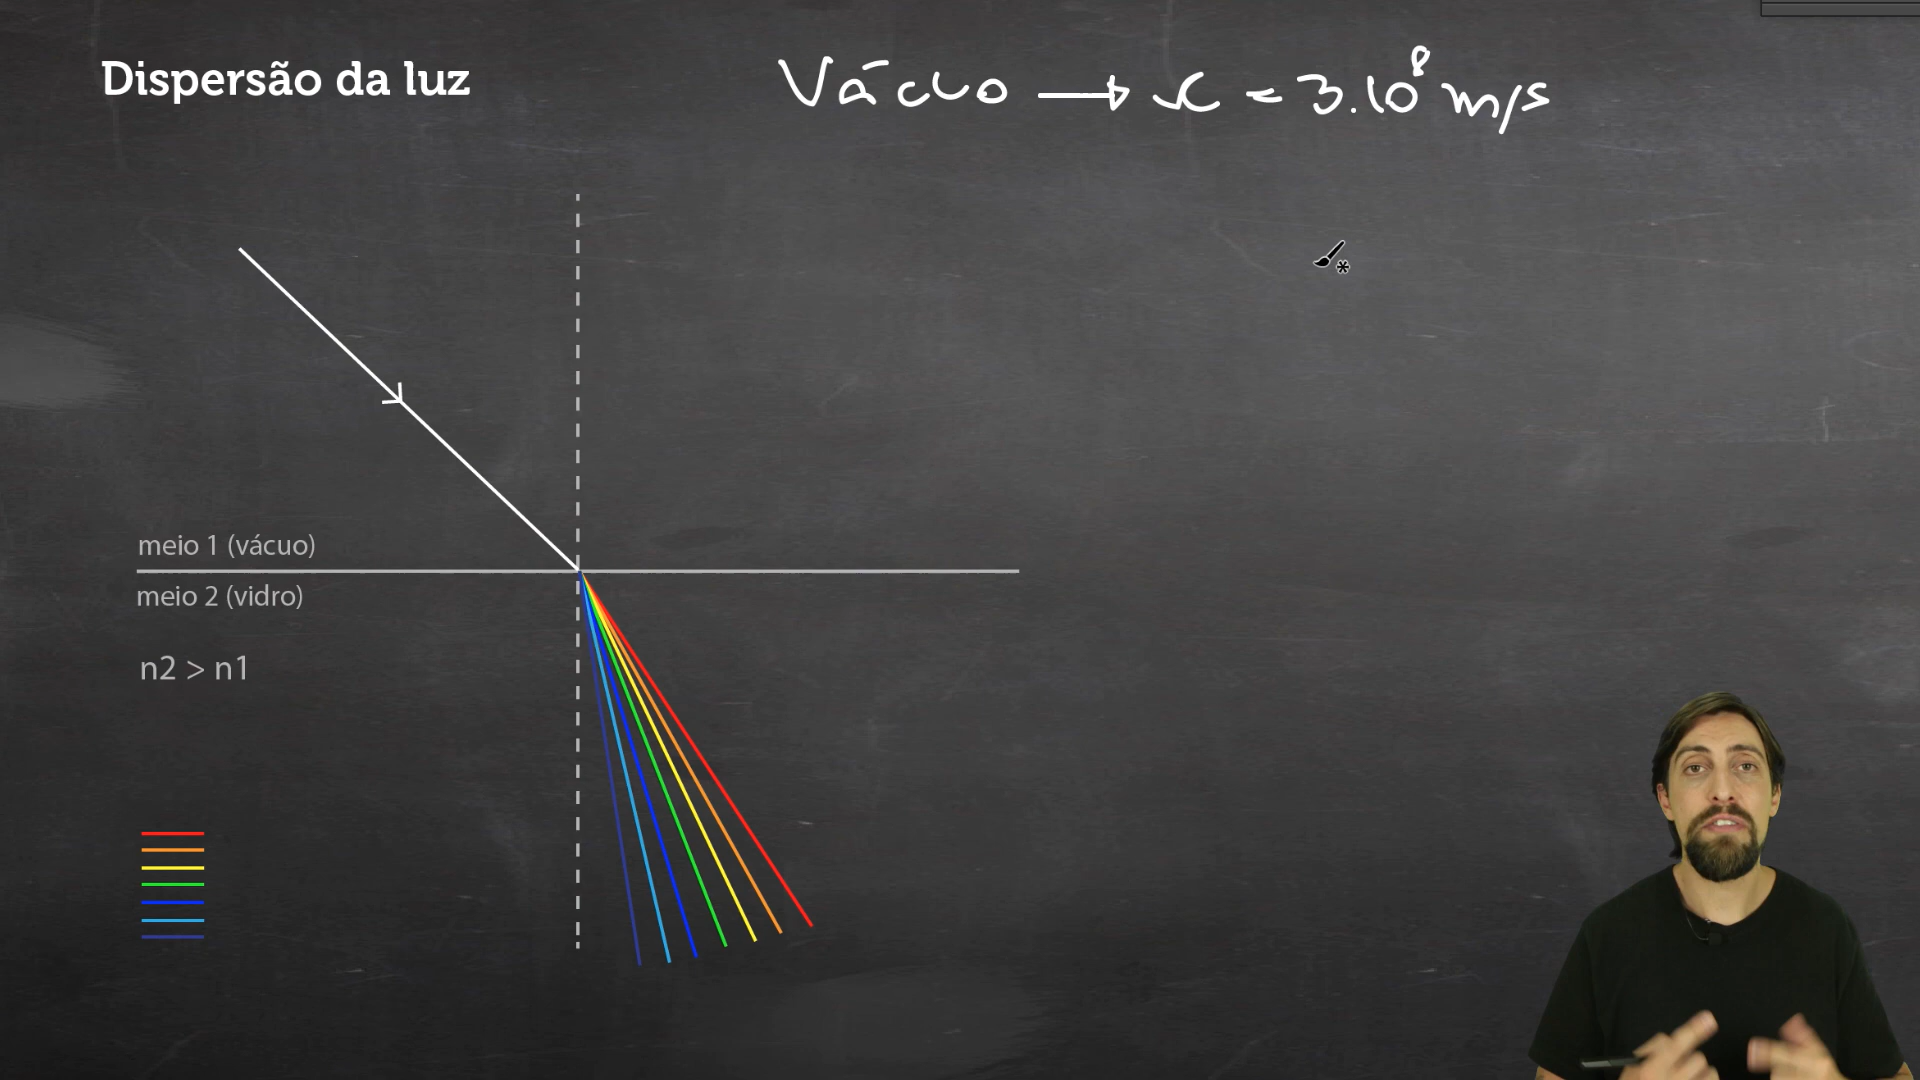 Dispersão da luz
Vácuo → c = 3.10⁸ m/s
meio 1 (vácuo)
meio 2 (vidro)
n2 > n1